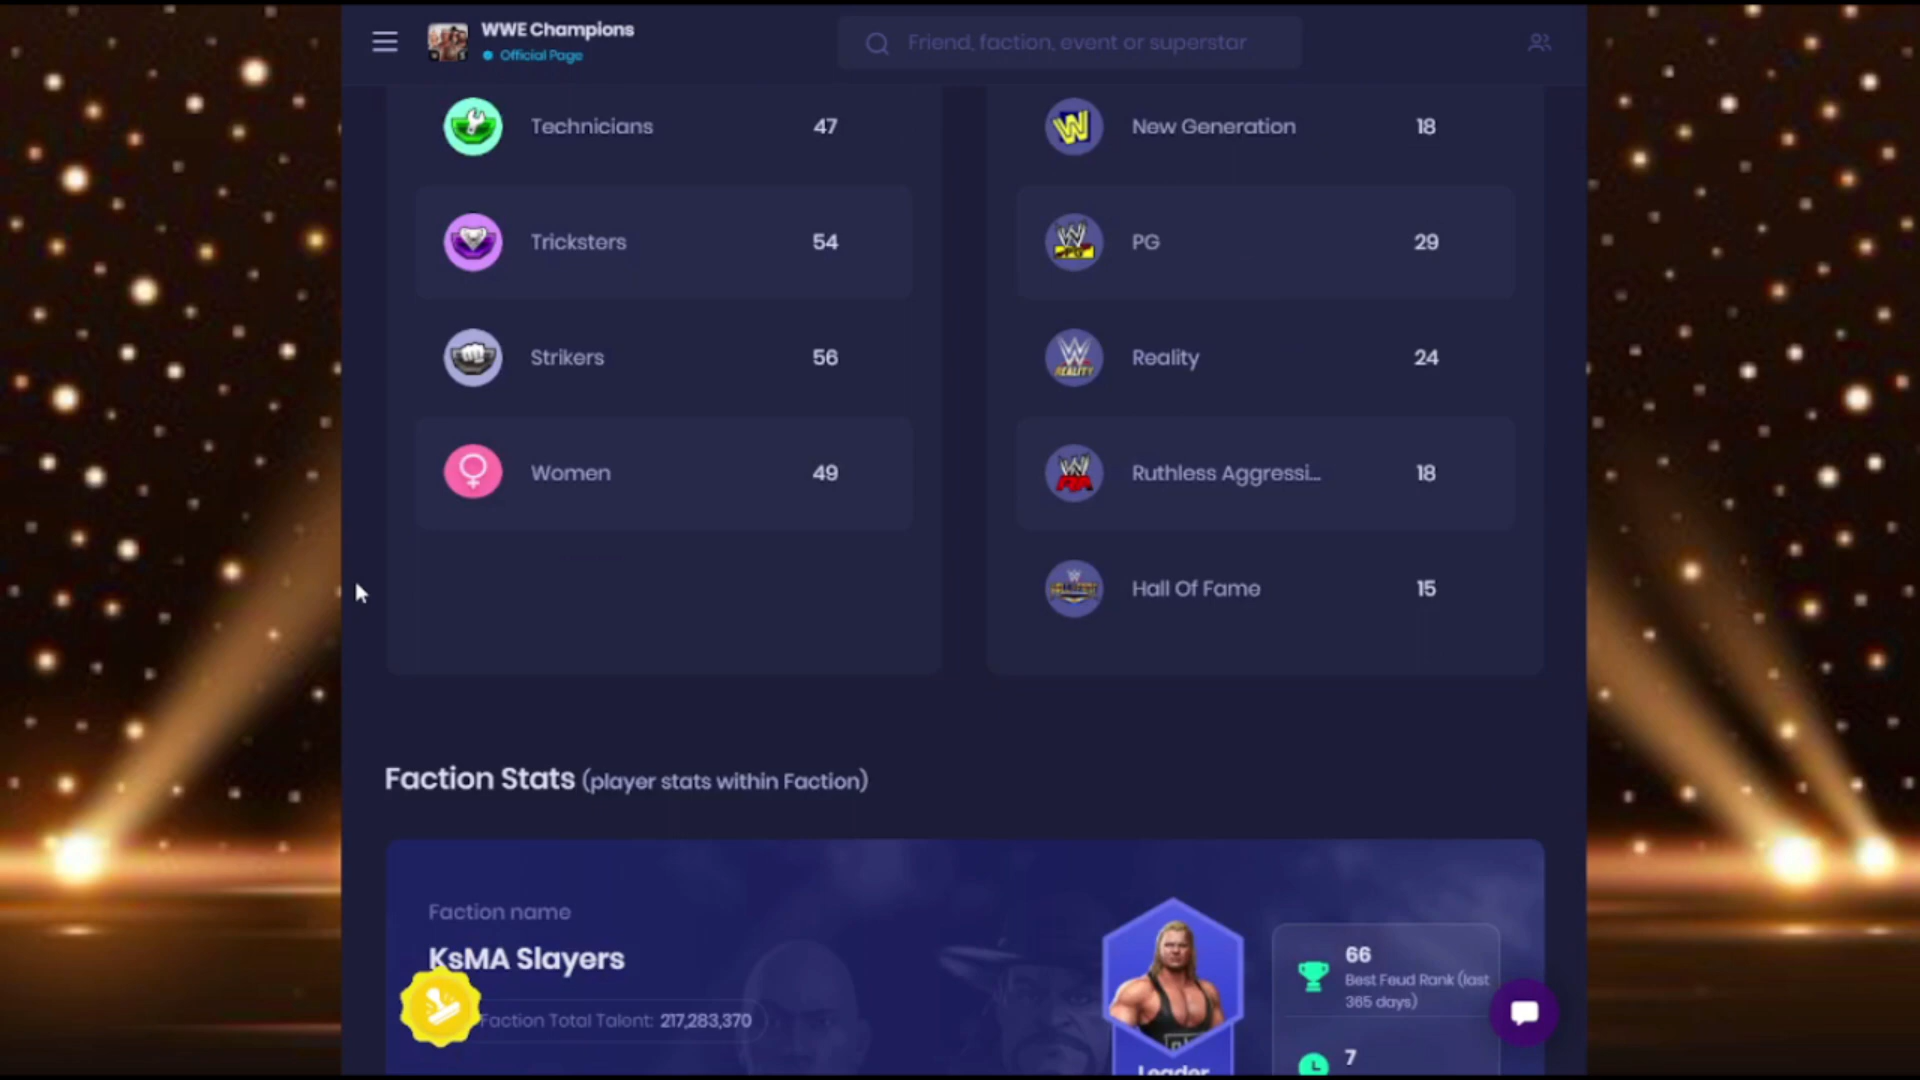 WWE Champions
Official Page
Friend, faction, event or superstar
Technicians 47
Tricksters 54
Strikers 56
Women 49
New Generation 18
PG 29
Reality 24
Ruthless Aggressi... 18
Hall Of Fame 15
Faction Stats (player stats within Faction)
Faction name
KsMA Slayers
Faction Total Talent: 217,283,370
Leader
66
Best Feud Rank (last
365 days)
7